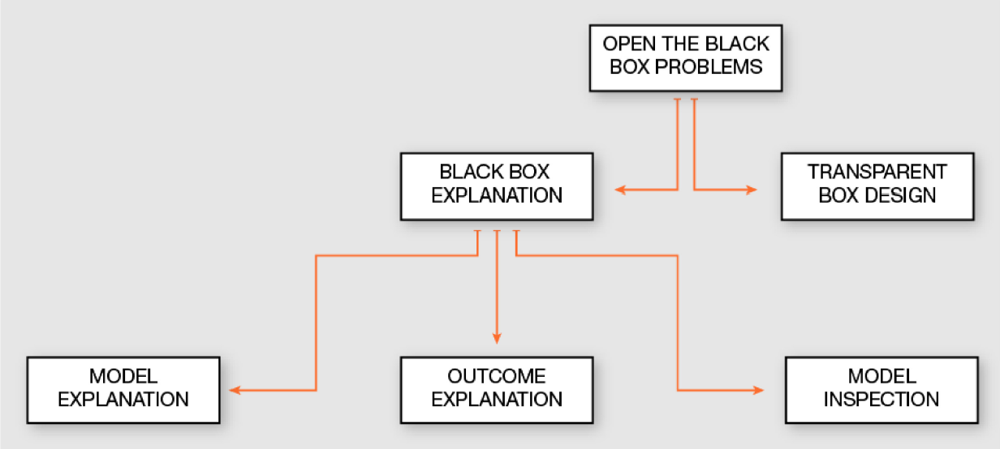 OPEN THE BLACK
BOX PROBLEMS
BLACK BOX
EXPLANATION
TRANSPARENT
BOX DESIGN
MODEL
EXPLANATION
OUTCOME
EXPLANATION
MODEL
INSPECTION